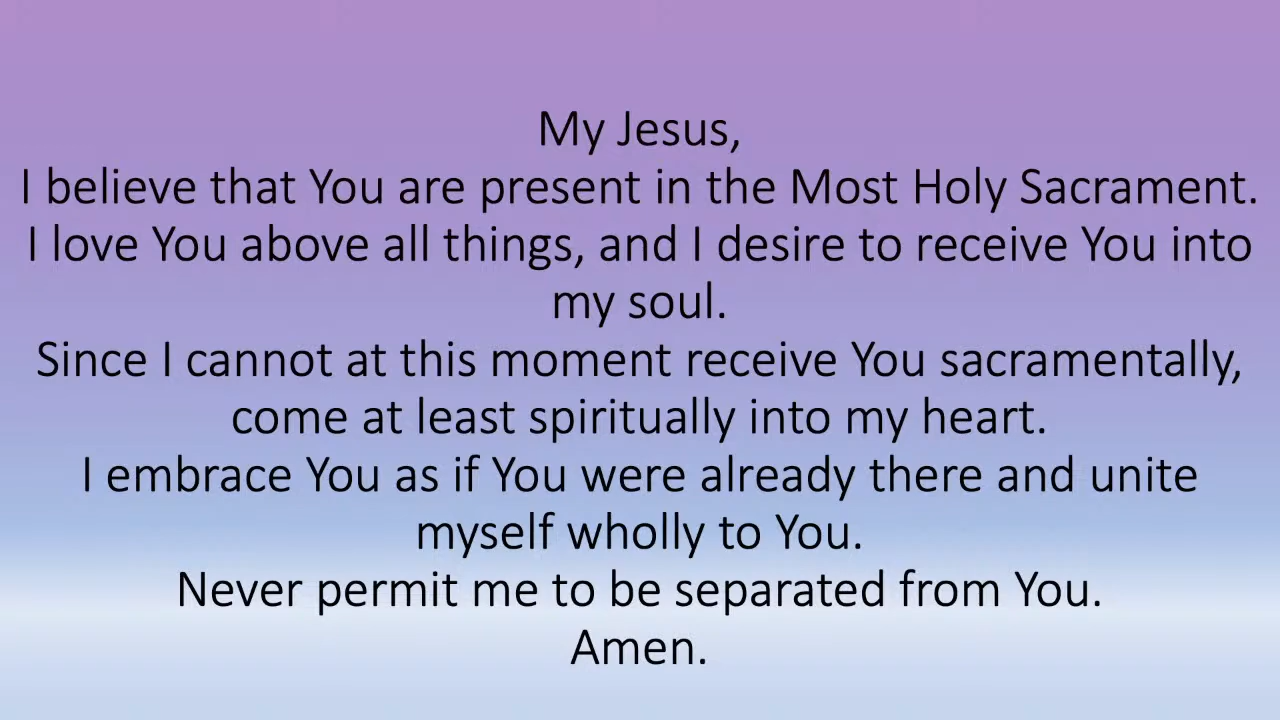 My Jesus,
I believe that You are present in the Most Holy Sacrament.
I love You above all things, and I desire to receive You into
my soul.
Since I cannot at this moment receive You sacramentally,
come at least spiritually into my heart.
I embrace You as if You were already there and unite
myself wholly to You.
Never permit me to be separated from You.
Amen.